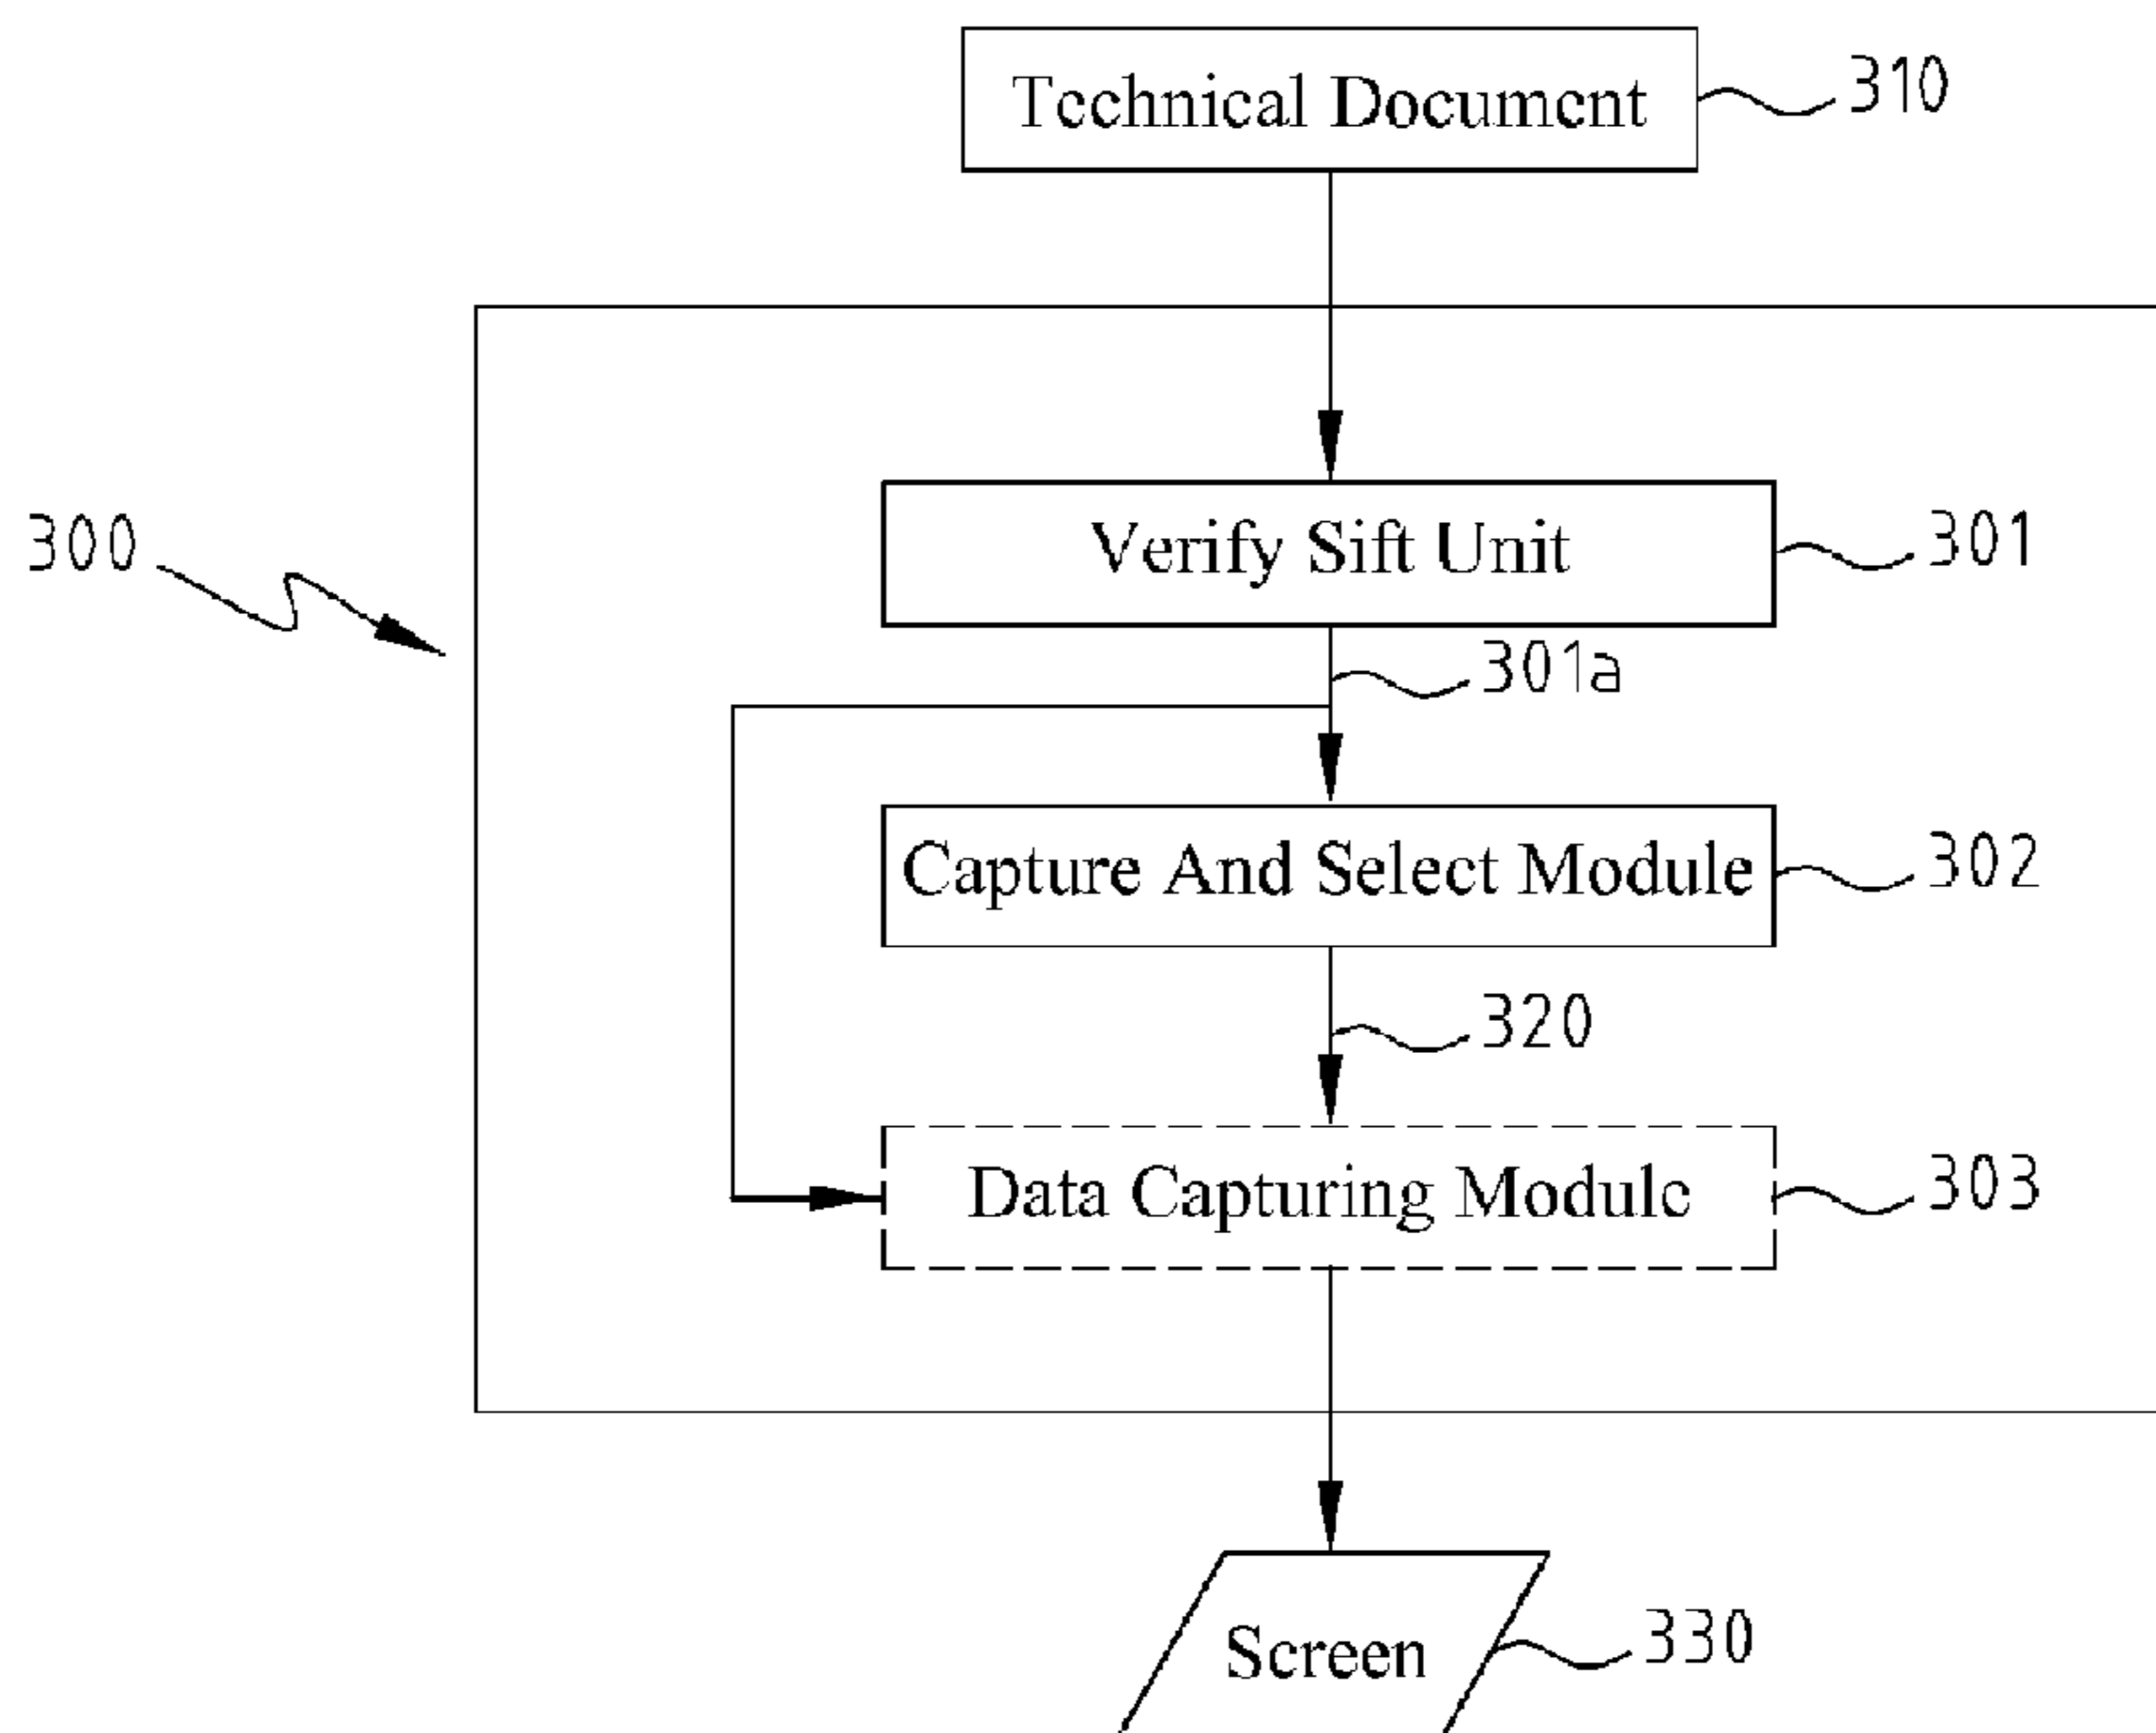 Technical Document
310
300
Verify Sift Unit
301
301a
Capture And Select Module
302
320
Data Capturing Module
303
Screen
330